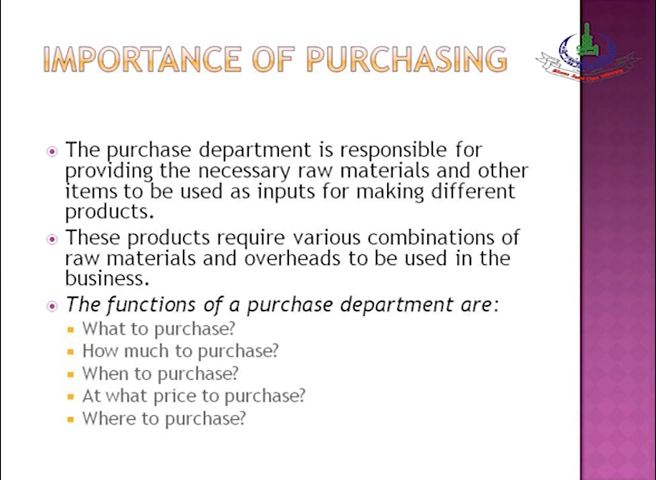 IMPORTANCE OF PURCHASING
The purchase department is responsible for
providing the necessary raw materials and other
items to be used as inputs for making different
products.
These products require various combinations of
raw materials and overheads to be used in the
business.
The functions of a purchase department are:
What to purchase?
How much to purchase?
When to purchase?
At what price to purchase?
Where to purchase?